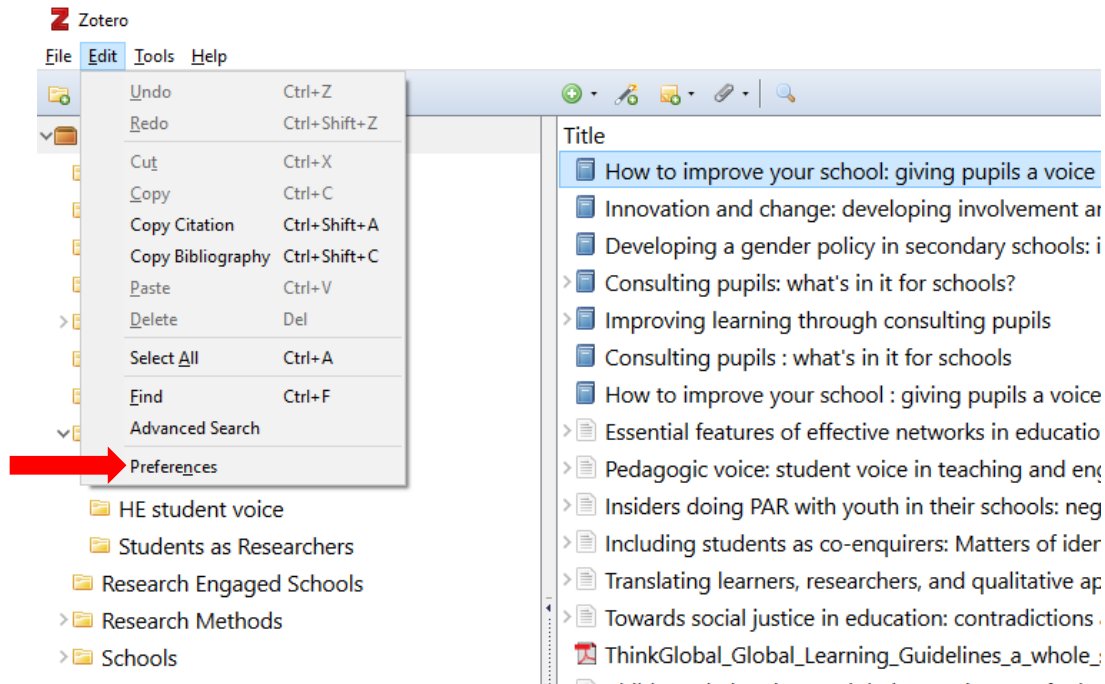 Zotero
File Edit Tools Help
Undo Ctrl+Z
Redo Ctrl+Shift+Z
Cut Ctrl+X
Copy Ctrl+C
Copy Citation Ctrl+Shift+A
Copy Bibliography Ctrl+Shift+C
Paste Ctrl+V
Delete Del
Select All Ctrl+A
Find Ctrl+F
Advanced Search
Preferences
HE student voice
Students as Researchers
Research Engaged Schools
Research Methods
Schools
Title
How to improve your school: giving pupils a voice
Innovation and change: developing involvement
Developing a gender policy in secondary schools:
Consulting pupils: what's in it for schools?
Improving learning through consulting pupils
Consulting pupils : what's in it for schools
How to improve your school : giving pupils a voice
Essential features of effective networks in educatio
Pedagogic voice: student voice in teaching and eng
Insiders doing PAR with youth in their schools: neg
Including students as co-enquirers: Matters of iden
Translating learners, researchers, and qualitative ap
Towards social justice in education: contradictions
ThinkGlobal_Global_Learning_Guidelines_a_whole_